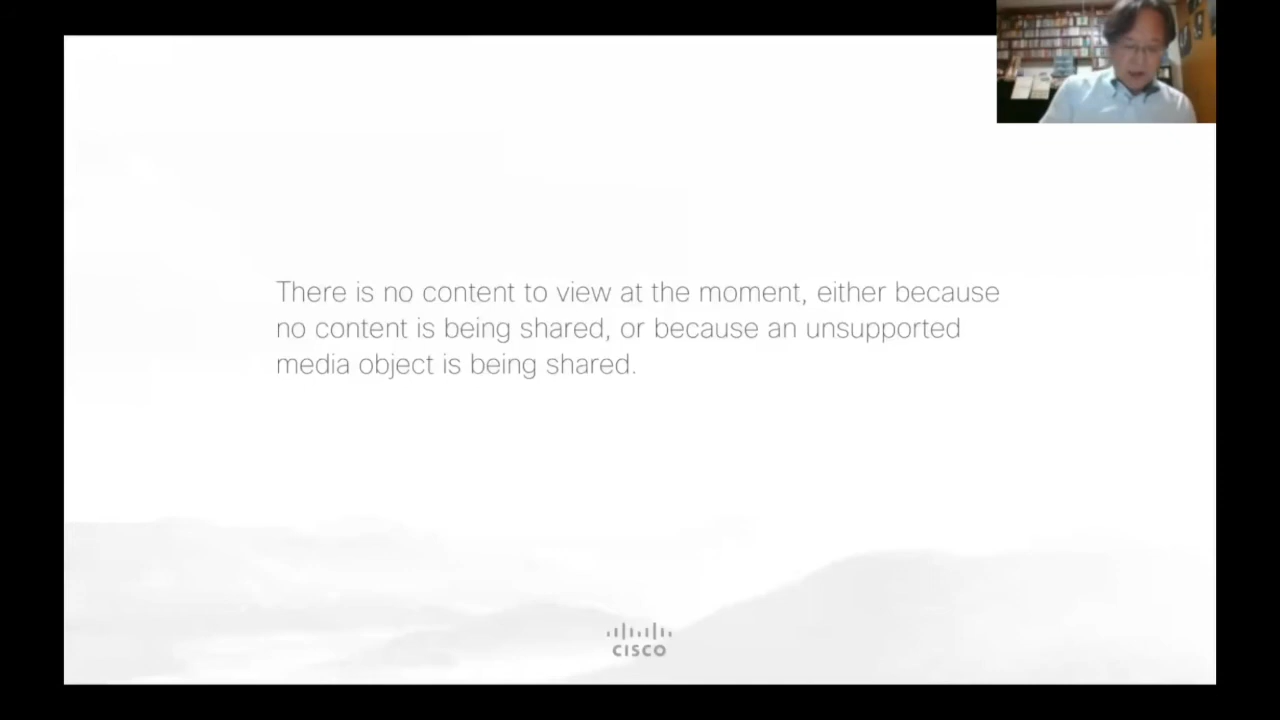 There is no content to view at the moment, either because
no content is being shared, or because an unsupported
media object is being shared.
CISCO